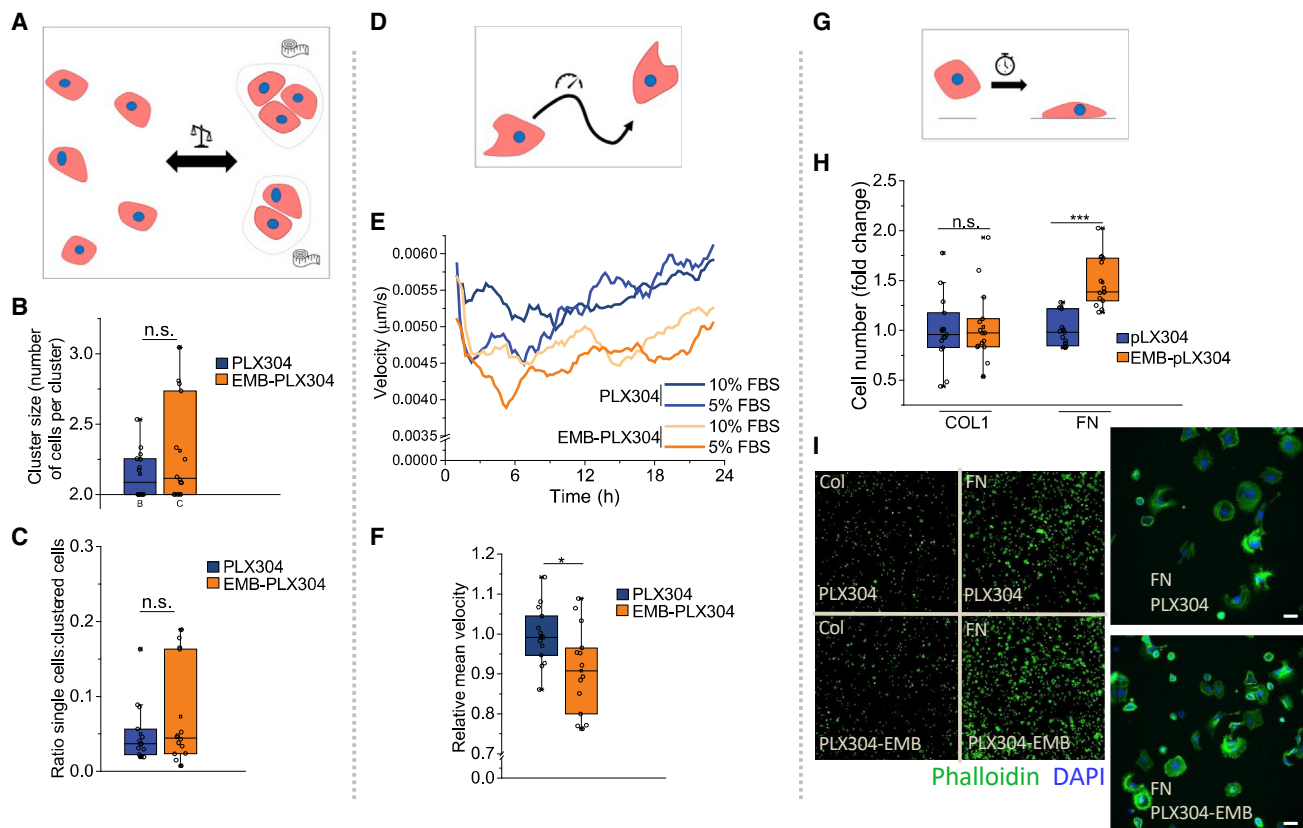 A
B
n.s.
PLX304
EMB-PLX304
Cluster size (number
of cells per cluster)
3.0
2.5
2.0
B
C
C
n.s.
PLX304
EMB-PLX304
Ratio single cells:clustered cells
0.3
0.2
0.1
0.0
D
E
Velocity (μm/s)
0.0060
0.0055
0.0050
0.0045
0.0040
0.0035
0.0000
0
6
12
18
24
Time (h)
PLX304
10% FBS
5% FBS
EMB-PLX304
10% FBS
5% FBS
F
*
PLX304
EMB-PLX304
Relative mean velocity
1.2
1.1
1.0
0.9
0.8
0.7
0.0
G
H
Cell number (fold change)
2.5
2.0
1.5
1.0
0.5
n.s.
***
pLX304
EMB-pLX304
COL1
FN
I
Col
PLX304
FN
PLX304
Col
PLX304-EMB
FN
PLX304-EMB
Phalloidin DAPI
FN
PLX304
FN
PLX304-EMB